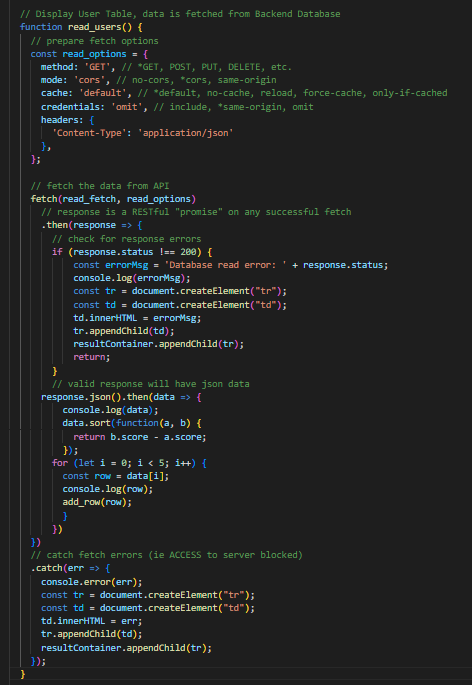 // Display User Table, data is fetched from Backend Database
function read_users() {
// prepare fetch options
const read_options = {
method: 'GET', // *GET, POST, PUT, DELETE, etc.
mode: 'cors', // no-cors, *cors, same-origin
cache: 'default', // *default, no-cache, reload, force-cache, only-if-cached
credentials: 'omit', // include, *same-origin, omit
headers: {
'Content-Type': 'application/json'
},
};
// fetch the data from API
fetch(read_fetch, read_options)
// response is a RESTful "promise" on any successful fetch
.then(response => {
// check for response errors
if (response.status !== 200) {
const errorMsg = 'Database read error: ' + response.status;
console.log(errorMsg);
const tr = document.createElement("tr");
const td = document.createElement("td");
td.innerHTML = errorMsg;
tr.appendChild(td);
resultContainer.appendChild(tr);
return;
}
// valid response will have json data
response.json().then(data => {
console.log(data);
data.sort(function(a, b) {
return b.score - a.score;
});
for (let i = 0; i < 5; i++) {
const row = data[i];
console.log(row);
add_row(row);
}
})
})
// catch fetch errors (ie ACCESS to server blocked)
.catch(err => {
console.error(err);
const tr = document.createElement("tr");
const td = document.createElement("td");
td.innerHTML = err;
tr.appendChild(td);
resultContainer.appendChild(tr);
});
}